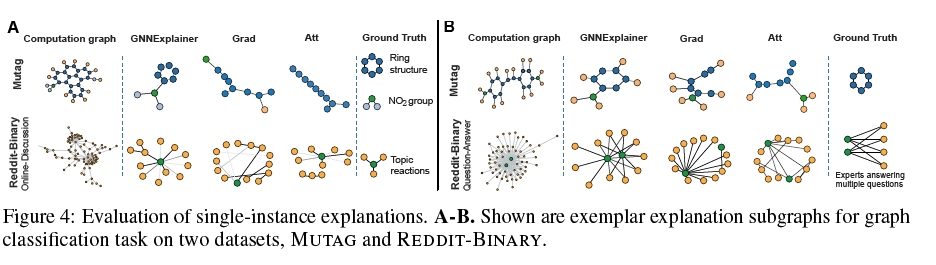 A
Computation graph GNNExplainer Grad Att Ground Truth
Mutag
Ring
structure
NO2 group
Reddit-Binary
Online-Discussion
Topic
reactions
B
Computation graph GNNExplainer Grad Att Ground Truth
Mutag
Reddit-Binary
Question-Answer
Experts answering
multiple questions
Figure 4: Evaluation of single-instance explanations. A-B. Shown are exemplar explanation subgraphs for graph
classification task on two datasets, MUTAG and REDDIT-BINARY.